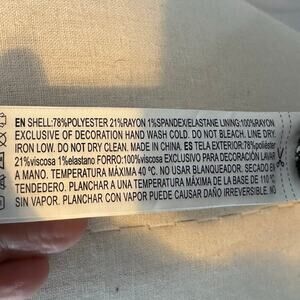 EN SHELL:78%POLYESTER 21%RAYON 1%SPANDEX/ELASTANE LINING:100%RAYON
EXCLUSIVE OF DECORATION HAND WASH COLD. DO NOT BLEACH. LINE DRY.
IRON LOW. DO NOT DRY CLEAN. MADE IN CHINA. ES TELA EXTERIOR:78%poliéster
21%viscosa 1%elastano FORRO:100%viscosa EXCLUSIVO PARA DECORACIÓN LAVAR
A MANO. TEMPERATURA MÁXIMA 40 ºC. NO USAR BLANQUEADOR. SECADO EN
TENDEDERO. PLANCHAR A UNA TEMPERATURA MÁXIMA DE LA BASE DE 110 ºC
SIN VAPOR. PLANCHAR CON VAPOR PUEDE CAUSAR DAÑO IRREVERSIBLE. NO